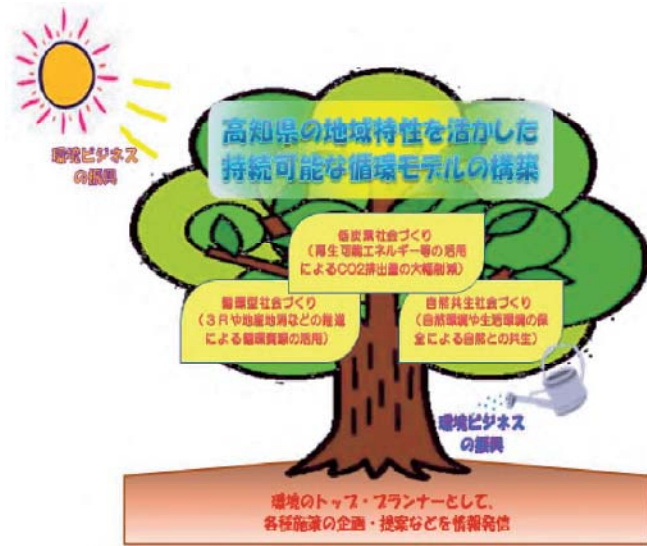 環境ビジネス
の振興
高知県の地域特性を活かした
持続可能な循環モデルの構築
低炭素社会づくり
(再生可能エネルギー等の活用
によるCO2排出量の大幅削減)
循環型社会づくり
(3Rや地産地消などの推進
による循環資源の活用)
自然共生社会づくり
(自然環境や生活環境の保
全による自然との共生)
環境ビジネス
の振興
環境のトップ・プランナーとして、
各種施策の企画・提案などを情報発信